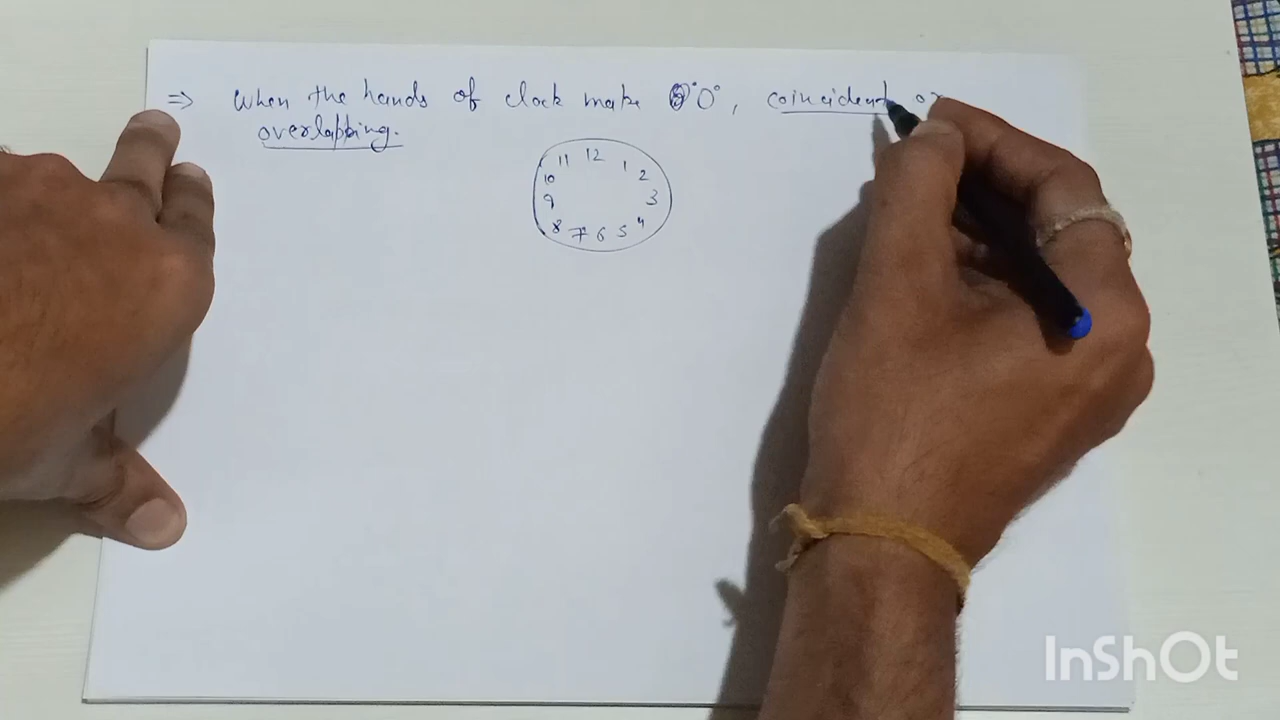 ⇒ When the hands of clock make 0°, coincident or
overlapping.
11 12 1
10 2
9 3
8 7 6 5 4
InShOt